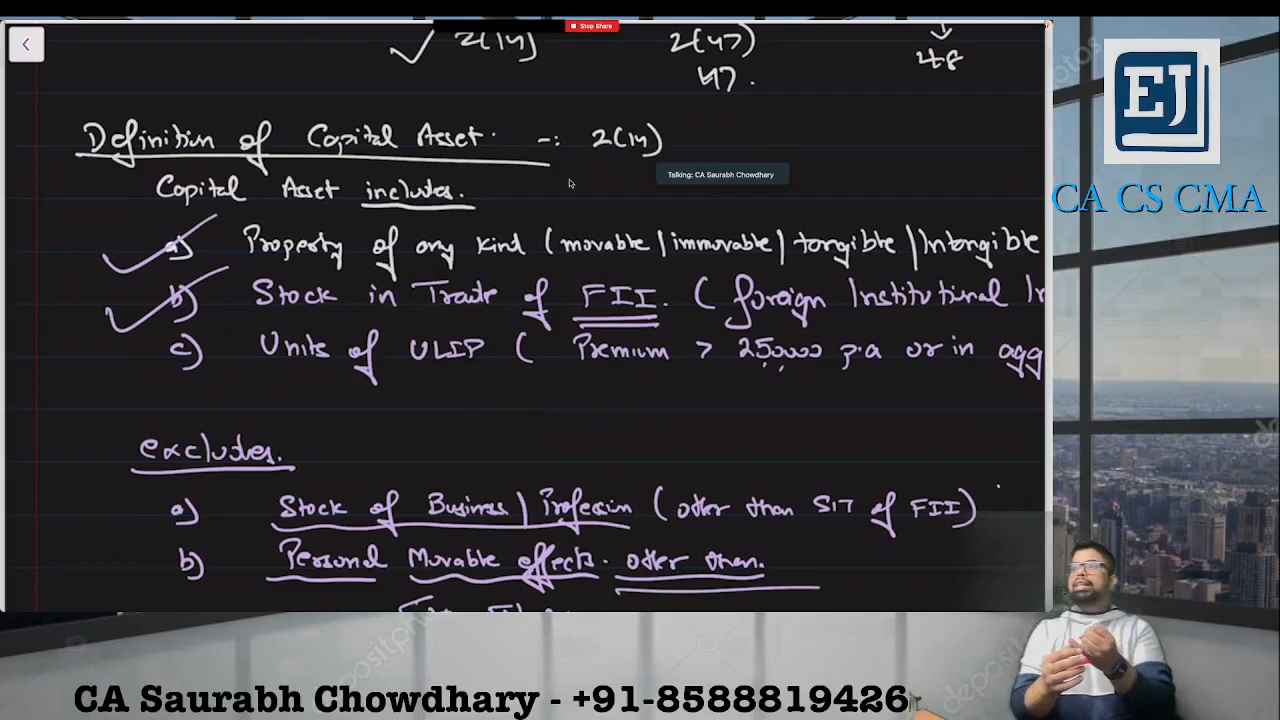 Stop Share
2(14)
2(47)
48
47.
EJ
CA CS CMA
Definition of Capital Asset. -: 2(14)
Talking: CA Saurabh Chowdhary
Capital Asset includes.
a) Property of any kind (movable | immovable | tangible | Intangible
b) Stock in Trade of FII. ( foreign Institutional In
c) Units of ULIP ( Premium > 250000 p.a or in agg
excludes.
a) Stock of Business | Profession (other than SIT of FII)
b) Personal Movable effects. other than.
CA Saurabh Chowdhary - +91-8588819426
depositphotos